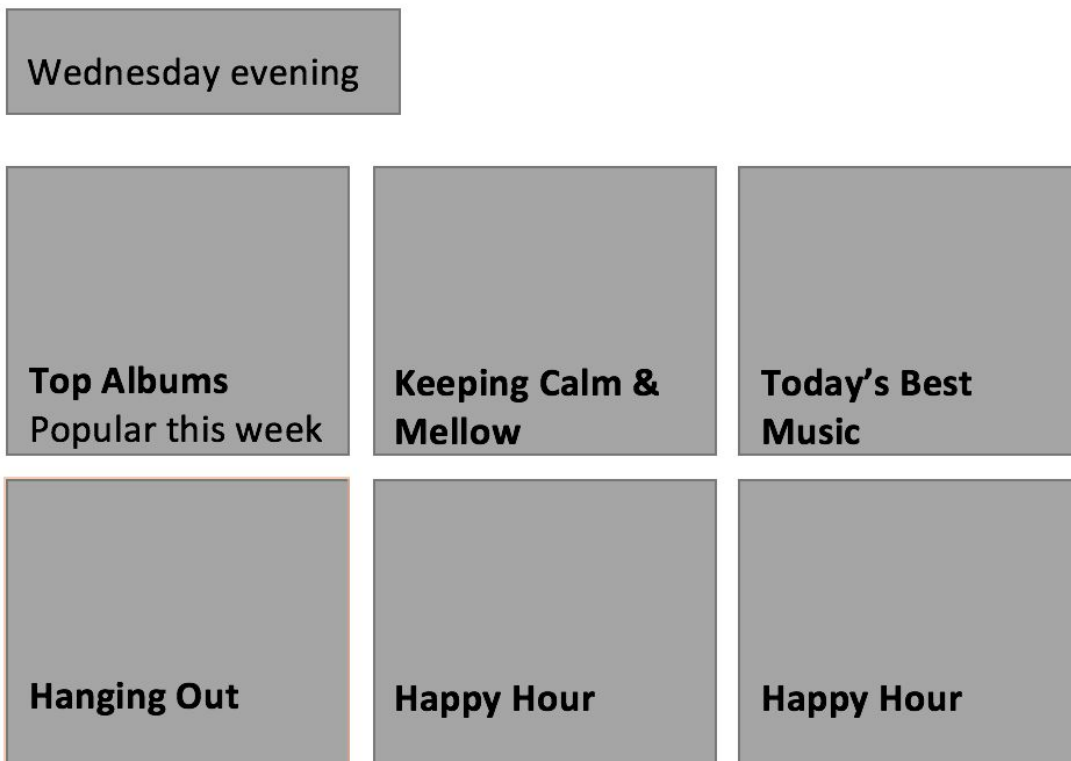 Wednesday evening
Top Albums
Popular this week
Keeping Calm &
Mellow
Today’s Best
Music
Hanging Out
Happy Hour
Happy Hour